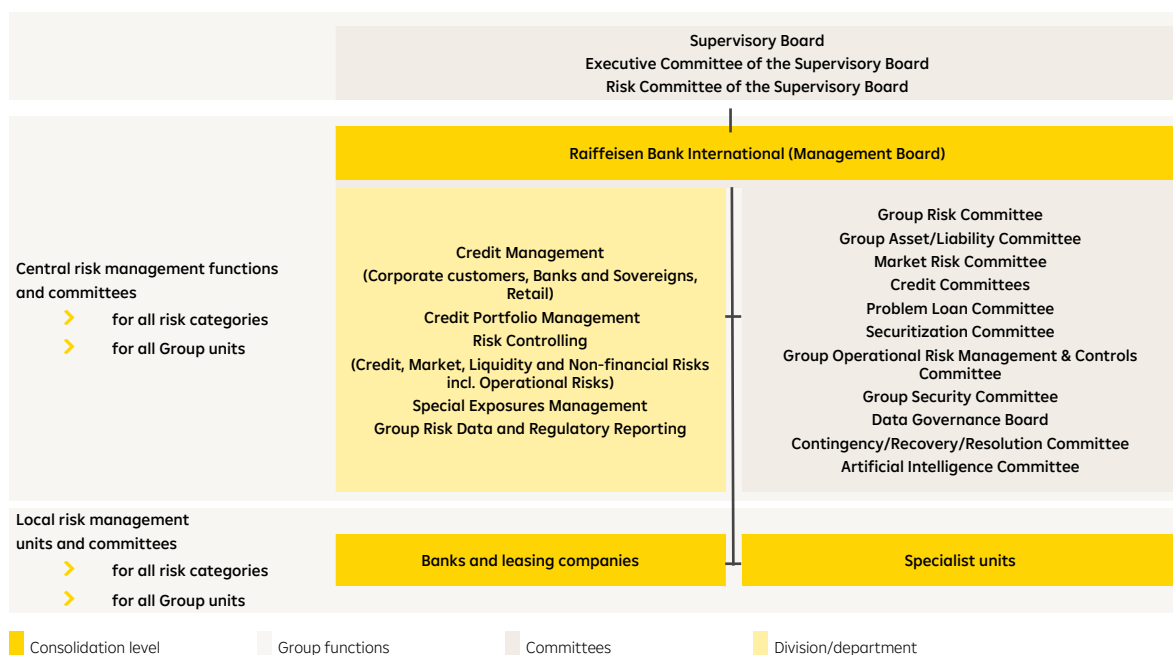 Supervisory Board
Executive Committee of the Supervisory Board
Risk Committee of the Supervisory Board
Raiffeisen Bank International (Management Board)
Central risk management functions
and committees
for all risk categories
for all Group units
Credit Management
(Corporate customers, Banks and Sovereigns,
Retail)
Credit Portfolio Management
Risk Controlling
(Credit, Market, Liquidity and Non-financial Risks
incl. Operational Risks)
Special Exposures Management
Group Risk Data and Regulatory Reporting
Group Risk Committee
Group Asset/Liability Committee
Market Risk Committee
Credit Committees
Problem Loan Committee
Securitization Committee
Group Operational Risk Management & Controls
Committee
Group Security Committee
Data Governance Board
Contingency/Recovery/Resolution Committee
Artificial Intelligence Committee
Local risk management
units and committees
for all risk categories
for all Group units
Banks and leasing companies
Specialist units
Consolidation level
Group functions
Committees
Division/department